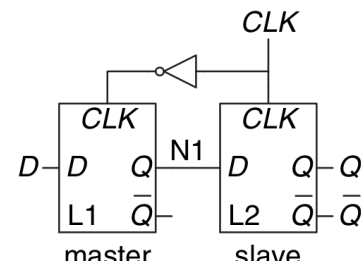 CLK
CLK CLK
D D Q N1 D Q Q
L1 Q̅ L2 Q̅ Q̅
master slave